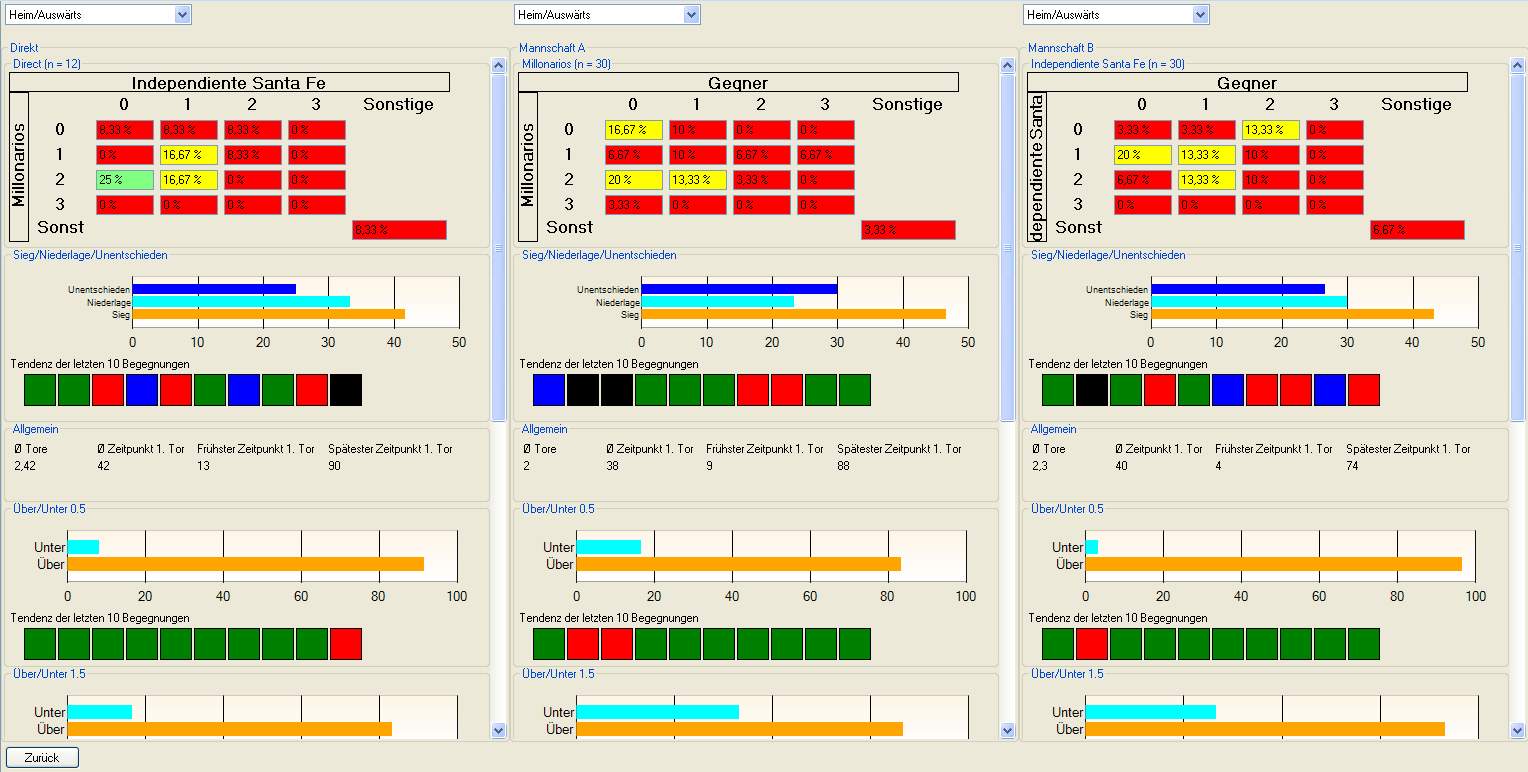 Heim/Auswärts Heim/Auswärts Heim/Auswärts
Direkt
Direct (n = 12)
Independiente Santa Fe
Millonarios
0 1 2 3 Sonstige
0 8,33 % 8,33 % 8,33 % 0 %
1 0 % 16,67 % 8,33 % 0 %
2 25 % 16,67 % 0 % 0 %
3 0 % 0 % 0 % 0 %
Sonst 8,33 %
Sieg/Niederlage/Unentschieden
Unentschieden
Niederlage
Sieg
0 10 20 30 40 50
Tendenz der letzten 10 Begegnungen
Allgemein
Ø Tore Ø Zeitpunkt 1. Tor Frühster Zeitpunkt 1. Tor Spätester Zeitpunkt 1. Tor
2,42 42 13 90
Über/Unter 0.5
Unter
Über
0 20 40 60 80 100
Tendenz der letzten 10 Begegnungen
Über/Unter 1.5
Unter
Über
Mannschaft A
Millonarios (n = 30)
Gegner
Millonarios
0 1 2 3 Sonstige
0 16,67 % 10 % 0 % 0 %
1 6,67 % 10 % 6,67 % 6,67 %
2 20 % 13,33 % 3,33 % 0 %
3 3,33 % 0 % 0 % 0 %
Sonst 3,33 %
Sieg/Niederlage/Unentschieden
Unentschieden
Niederlage
Sieg
0 10 20 30 40 50
Tendenz der letzten 10 Begegnungen
Allgemein
Ø Tore Ø Zeitpunkt 1. Tor Frühster Zeitpunkt 1. Tor Spätester Zeitpunkt 1. Tor
2 38 9 88
Über/Unter 0.5
Unter
Über
0 20 40 60 80 100
Tendenz der letzten 10 Begegnungen
Über/Unter 1.5
Unter
Über
Mannschaft B
Independiente Santa Fe (n = 30)
Gegner
dependiente Santa
0 1 2 3 Sonstige
0 3,33 % 3,33 % 13,33 % 0 %
1 20 % 13,33 % 10 % 0 %
2 6,67 % 13,33 % 10 % 0 %
3 0 % 0 % 0 % 0 %
Sonst 6,67 %
Sieg/Niederlage/Unentschieden
Unentschieden
Niederlage
Sieg
0 10 20 30 40 50
Tendenz der letzten 10 Begegnungen
Allgemein
Ø Tore Ø Zeitpunkt 1. Tor Frühster Zeitpunkt 1. Tor Spätester Zeitpunkt 1. Tor
2,3 40 4 74
Über/Unter 0.5
Unter
Über
0 20 40 60 80 100
Tendenz der letzten 10 Begegnungen
Über/Unter 1.5
Unter
Über
Zurück